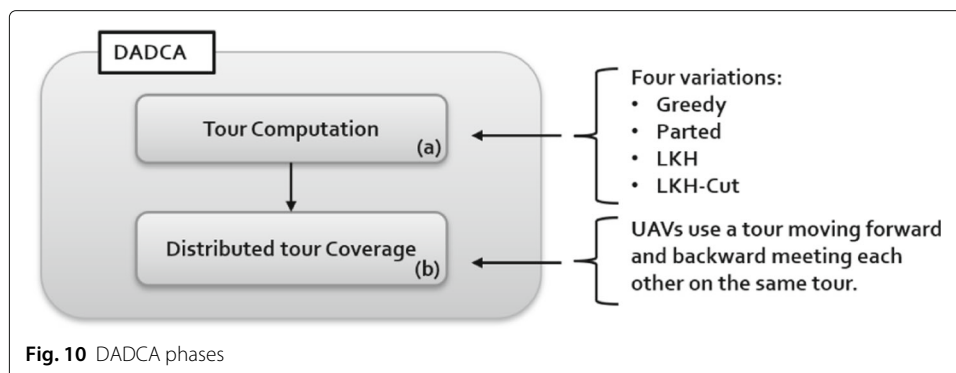 DADCA
Tour Computation
(a)
Four variations:
• Greedy
• Parted
• LKH
• LKH-Cut
Distributed tour Coverage
(b)
UAVs use a tour moving forward
and backward meeting each
other on the same tour.
Fig. 10 DADCA phases